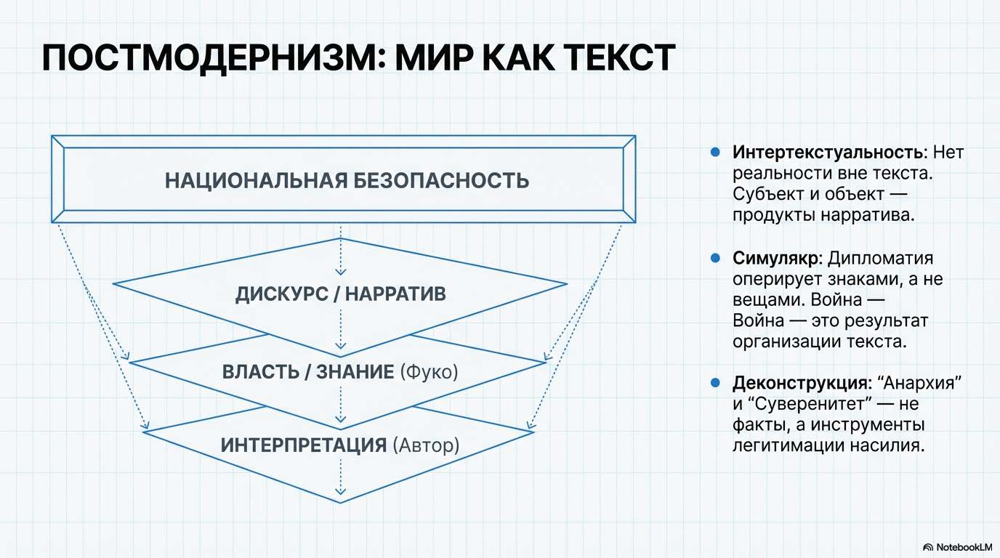 ПОСТМОДЕРНИЗМ: МИР КАК ТЕКСТ
НАЦИОНАЛЬНАЯ БЕЗОПАСНОСТЬ
ДИСКУРС / НАРРАТИВ
ВЛАСТЬ / ЗНАНИЕ (Фуко)
ИНТЕРПРЕТАЦИЯ (Автор)
Интертекстуальность: Нет
реальности вне текста.
Субъект и объект —
продукты нарратива.
Симулякр: Дипломатия
оперирует знаками, а не
вещами. Война —
Война — это результат
организации текста.
Деконструкция: “Анархия”
и “Суверенитет” — не
факты, а инструменты
легитимации насилия.
NotebookLM